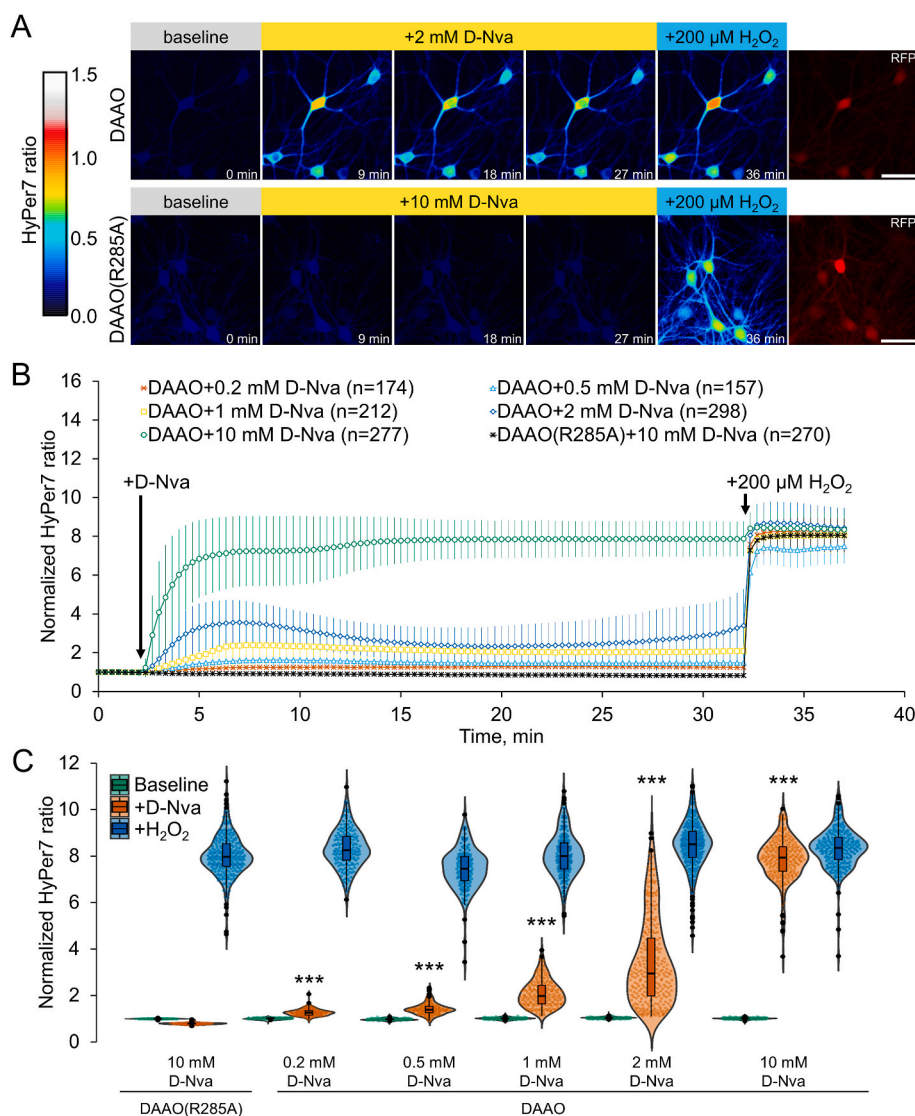 A
baseline
+2 mM D-Nva
+200 µM H₂O₂
1.5
1.0
0.5
0.0
HyPer7 ratio
DAAO
0 min
9 min
18 min
27 min
36 min
RFP
baseline
+10 mM D-Nva
+200 µM H₂O₂
DAAO(R285A)
0 min
9 min
18 min
27 min
36 min
RFP
B
Normalized HyPer7 ratio
16
14
12
10
8
6
4
2
0
DAAO+0.2 mM D-Nva (n=174)
DAAO+0.5 mM D-Nva (n=157)
DAAO+1 mM D-Nva (n=212)
DAAO+2 mM D-Nva (n=298)
DAAO+10 mM D-Nva (n=277)
DAAO(R285A)+10 mM D-Nva (n=270)
+D-Nva
+200 µM H₂O₂
0
5
10
15
20
25
30
35
40
Time, min
C
Normalized HyPer7 ratio
12
10
8
6
4
2
0
Baseline
+D-Nva
+H₂O₂
***
***
***
***
***
10 mM
D-Nva
0.2 mM
D-Nva
0.5 mM
D-Nva
1 mM
D-Nva
2 mM
D-Nva
10 mM
D-Nva
DAAO(R285A)
DAAO